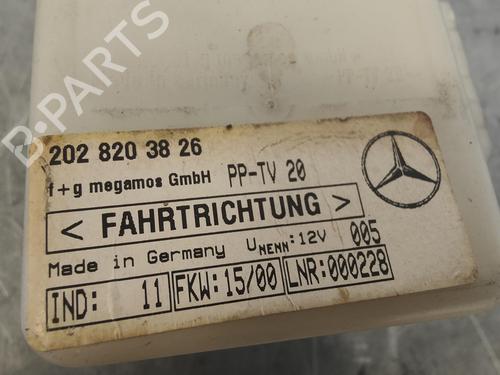 B-PARTS
202 820 38 26
f+g megamos GmbH PP-TV 20
< FAHRTRICHTUNG >
Made in Germany UNENN:12V 005
IND: 11 FKW:15/00 LNR:000228